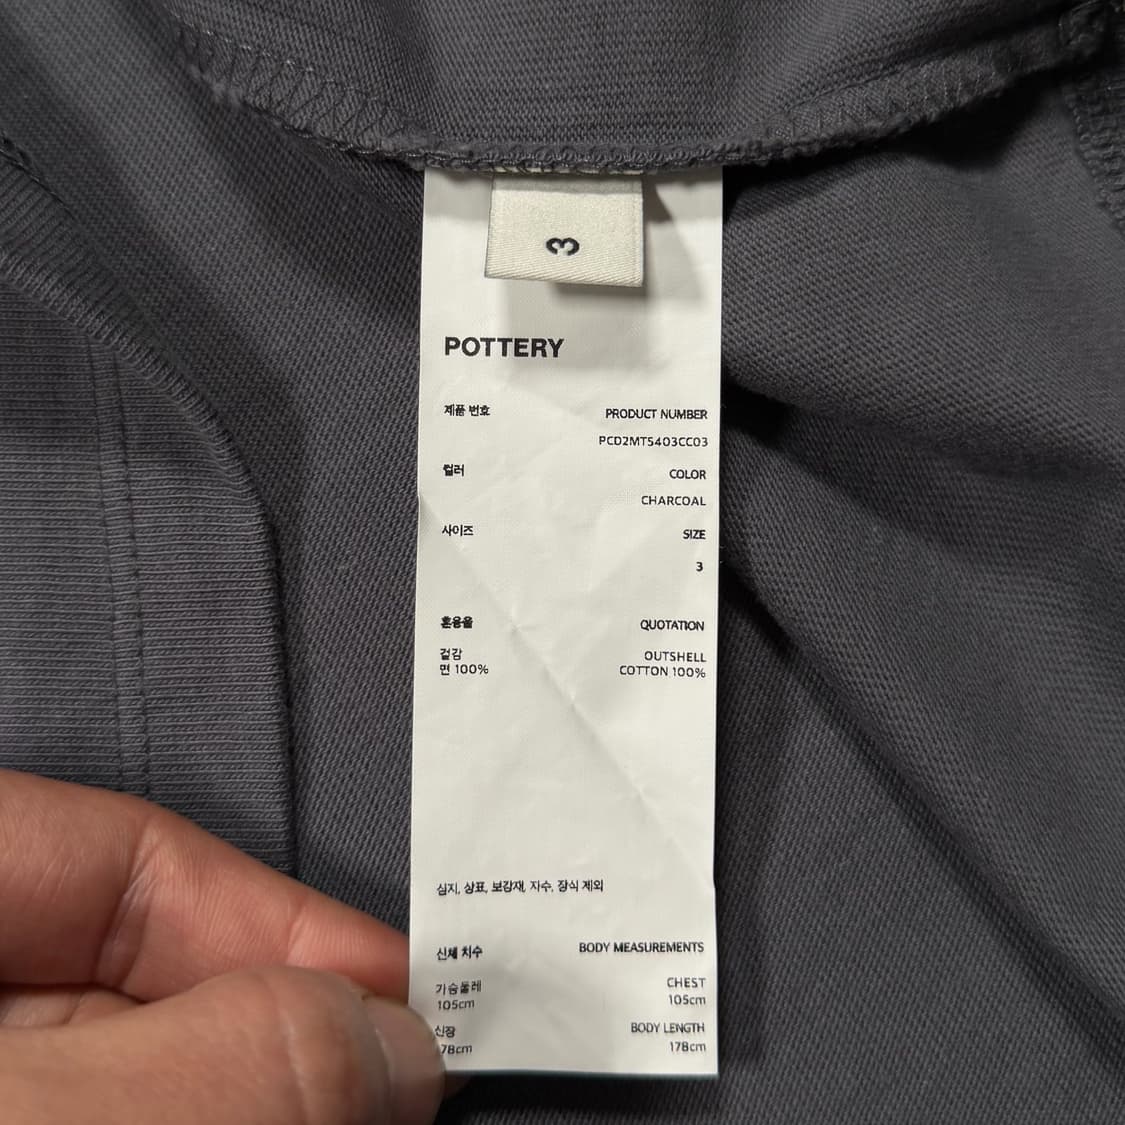 3
POTTERY
제품 번호 PRODUCT NUMBER
PCD2MT5403CC03
컬러 COLOR
CHARCOAL
사이즈 SIZE
3
혼용율 QUOTATION
겉감 OUTSHELL
면 100% COTTON 100%
심지, 상표, 보강재, 자수, 장식 제외
신체 치수 BODY MEASUREMENTS
가슴둘레 CHEST
105cm 105cm
신장 BODY LENGTH
78cm 178cm